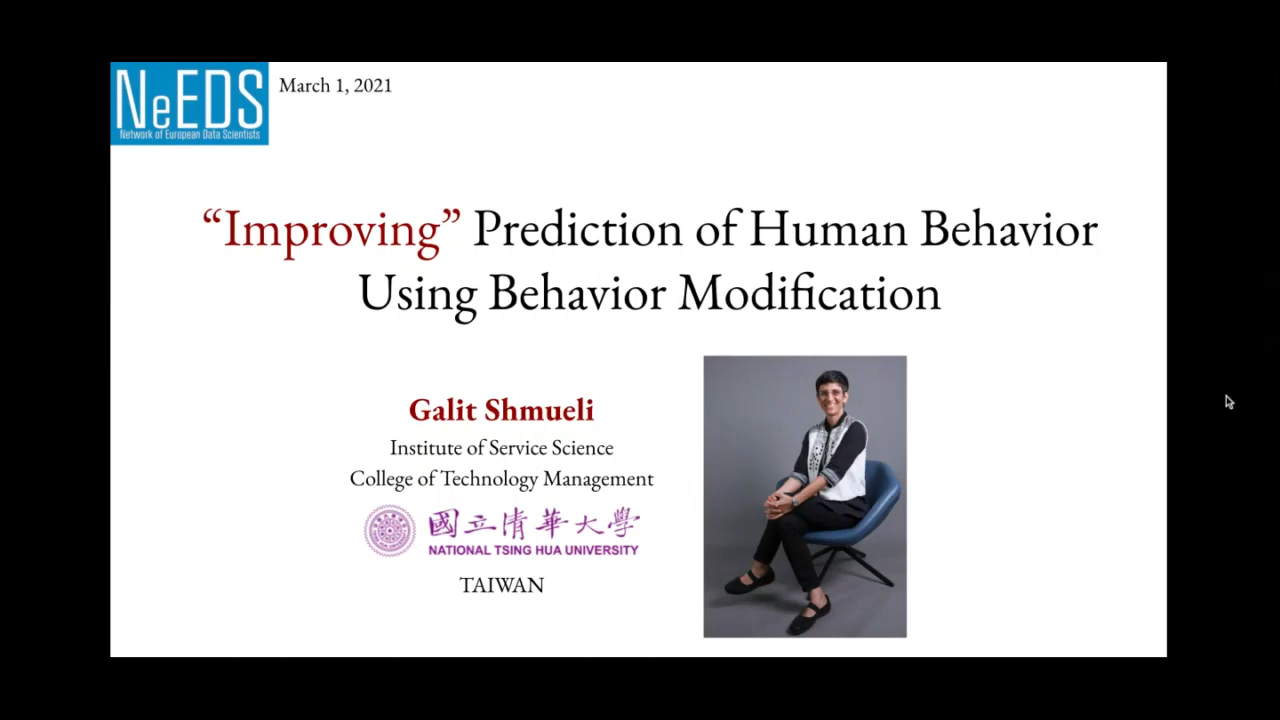 NeEDS
Network of European Data Scientists
March 1, 2021
“Improving” Prediction of Human Behavior
Using Behavior Modification
Galit Shmueli
Institute of Service Science
College of Technology Management
國立清華大學
NATIONAL TSING HUA UNIVERSITY
TAIWAN